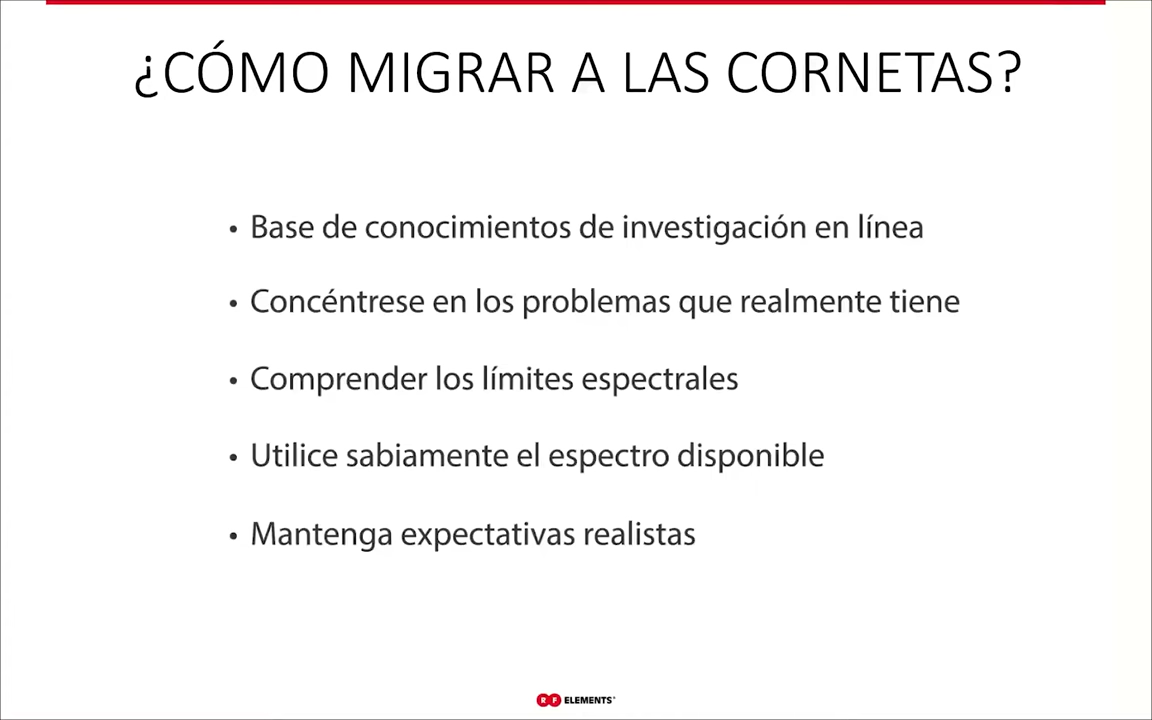 ¿CÓMO MIGRAR A LAS CORNETAS?
• Base de conocimientos de investigación en línea
• Concéntrese en los problemas que realmente tiene
• Comprender los límites espectrales
• Utilice sabiamente el espectro disponible
• Mantenga expectativas realistas
RF ELEMENTS